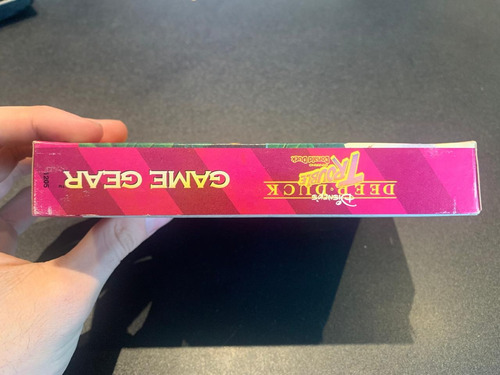 Disney's
DEEP DUCK
TROUBLE
Donald Duck
GAME GEAR